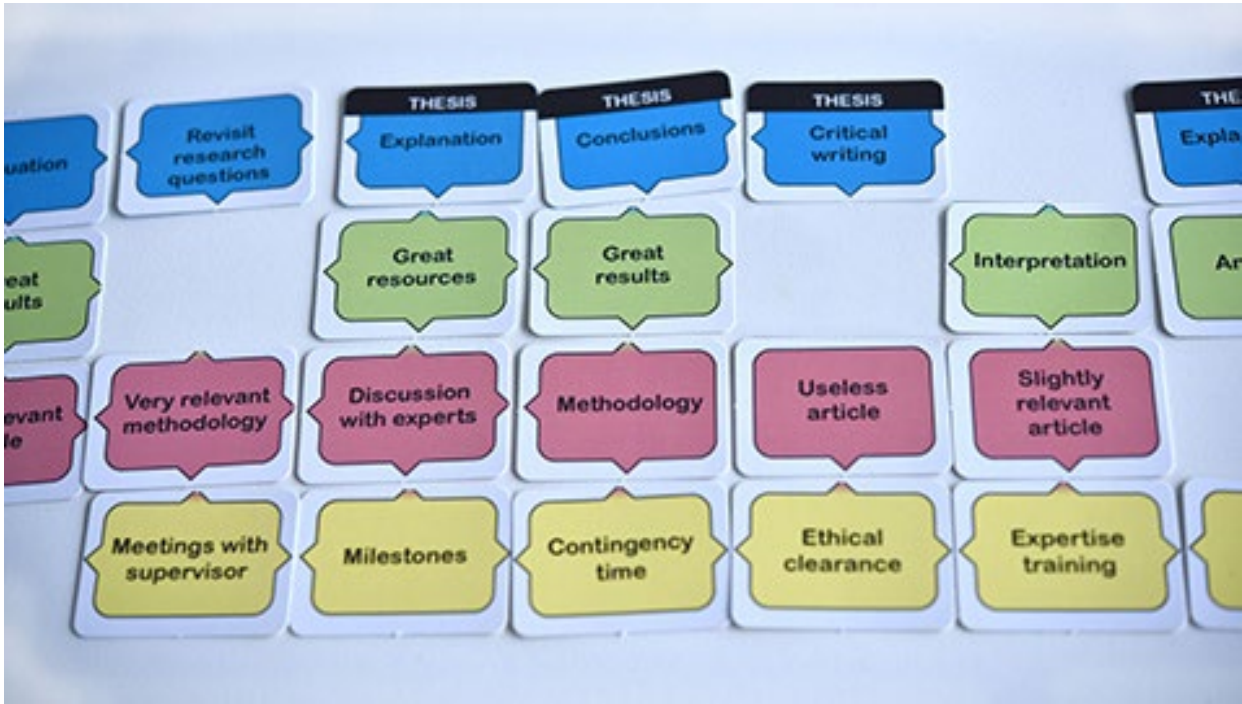 THESIS
THESIS
THESIS
Revisit
research
questions
Explanation
Conclusions
Critical
writing
Great
resources
Great
results
Interpretation
Very relevant
methodology
Discussion
with experts
Methodology
Useless
article
Slightly
relevant
article
Meetings with
supervisor
Milestones
Contingency
time
Ethical
clearance
Expertise
training